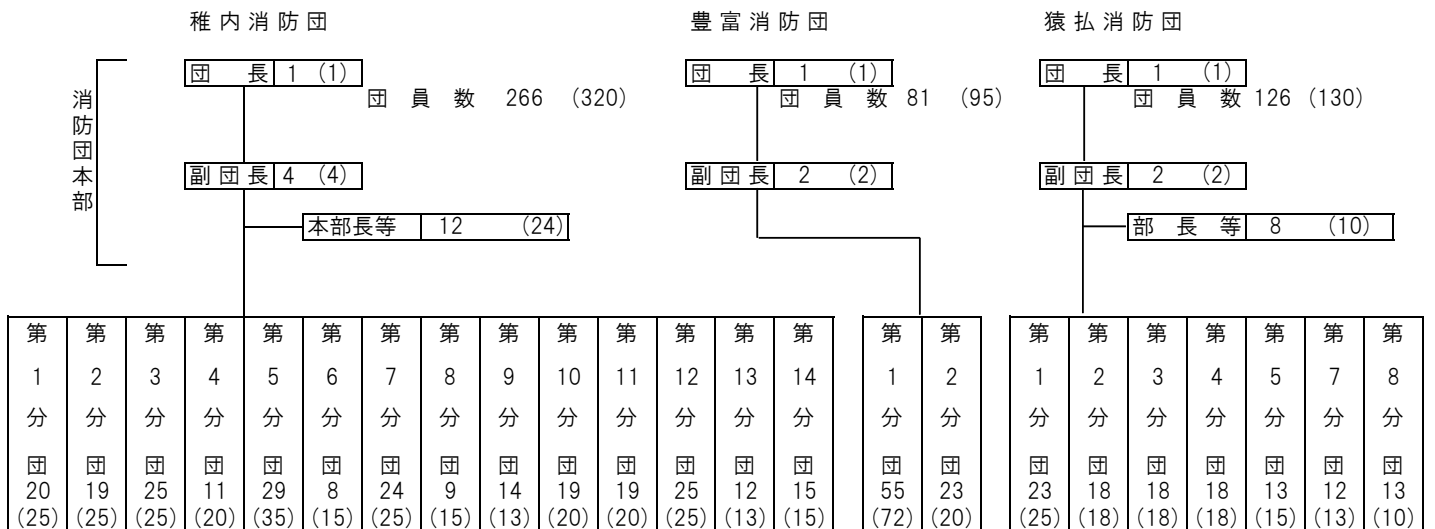 稚内消防団 豊富消防団 猿払消防団
団長 1 (1) 団長 1 (1) 団長 1 (1)
団員数 266 (320) 団員数 81 (95) 団員数 126 (130)
消防団本部
副団長 4 (4) 副団長 2 (2) 副団長 2 (2)
本部長等 12 (24) 部長等 8 (10)
第 第 第 第 第 第 第 第 第 第 第 第 第 第 第 第 第 第 第 第 第 第 第
1 2 3 4 5 6 7 8 9 10 11 12 13 14 1 2 1 2 3 4 5 7 8
分 分 分 分 分 分 分 分 分 分 分 分 分 分 分 分 分 分 分 分 分 分 分
団 団 団 団 団 団 団 団 団 団 団 団 団 団 団 団 団 団 団 団 団 団 団
20 19 25 11 29 8 24 9 14 19 19 25 12 15 55 23 23 18 18 18 13 12 13
(25) (25) (25) (20) (35) (15) (25) (15) (13) (20) (20) (25) (13) (15) (72) (20) (25) (18) (18) (18) (15) (13) (10)